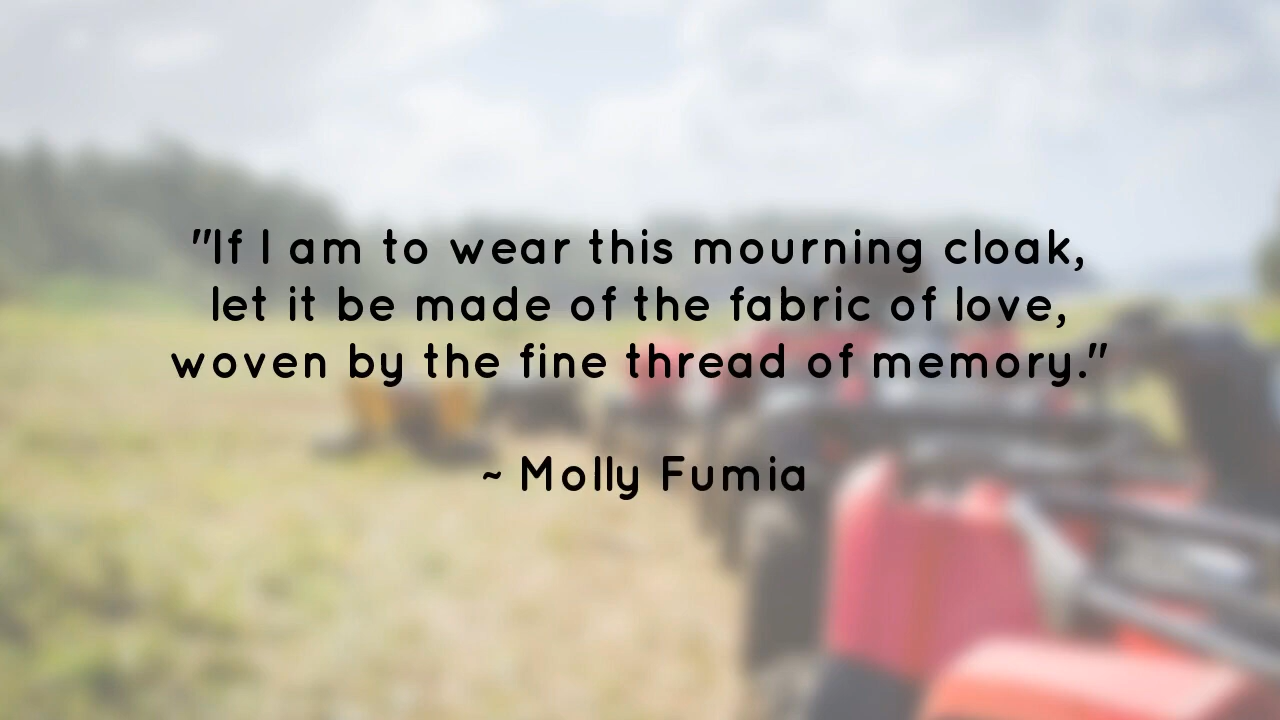 "If I am to wear this mourning cloak,
let it be made of the fabric of love,
woven by the fine thread of memory."
~ Molly Fumia